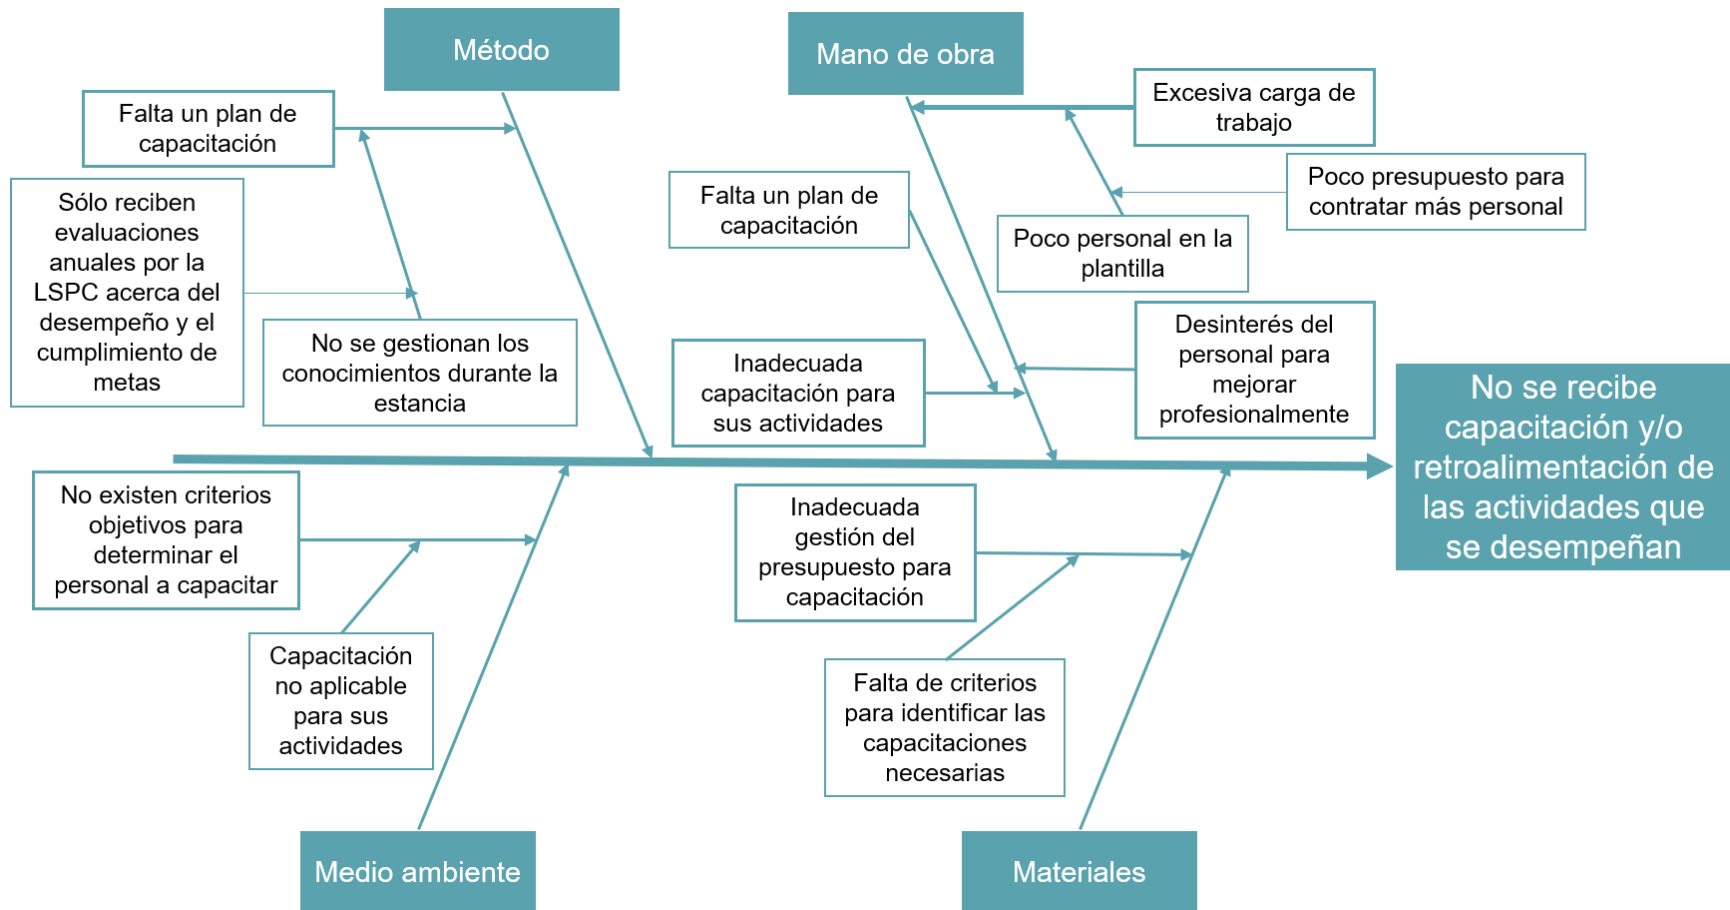 Método
Mano de obra
Falta un plan de
capacitación
Excesiva carga de
trabajo
Sólo reciben
evaluaciones
anuales por la
LSPC acerca del
desempeño y el
cumplimiento de
metas
Falta un plan de
capacitación
Poco presupuesto para
contratar más personal
Poco personal en la
plantilla
No se gestionan los
conocimientos durante la
estancia
Inadecuada
capacitación para
sus actividades
Desinterés del
personal para
mejorar
profesionalmente
No se recibe
capacitación y/o
retroalimentación de
las actividades que
se desempeñan
No existen criterios
objetivos para
determinar el
personal a capacitar
Inadecuada
gestión del
presupuesto para
capacitación
Capacitación
no aplicable
para sus
actividades
Falta de criterios
para identificar las
capacitaciones
necesarias
Medio ambiente
Materiales